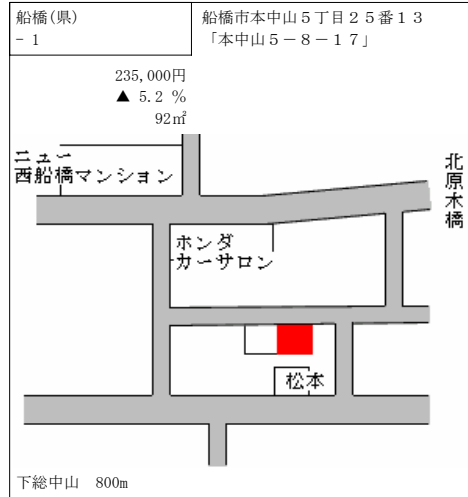 船橋(県)
－1
船橋市本中山５丁目２５番１３
「本中山５－８－１７」
235,000円
▲ 5.2 %
92㎡
ニュー
西船橋マンション
北原木橋
ホンダ
カーサロン
松本
下総中山　800m